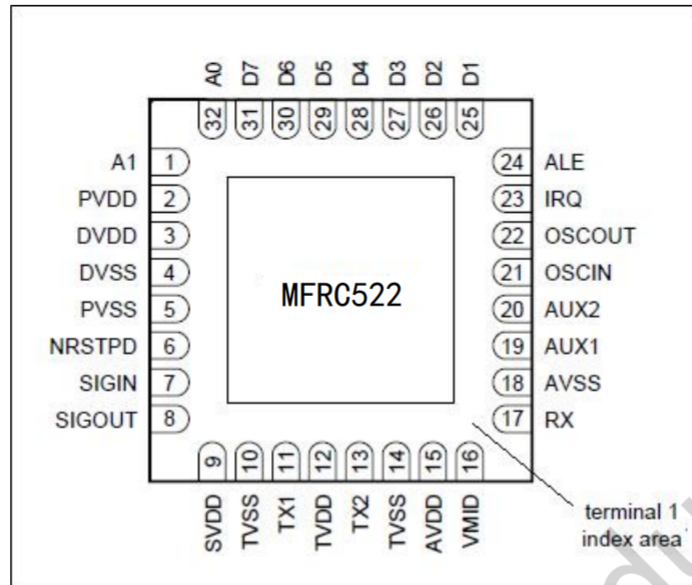 A0 D7 D6 D5 D4 D3 D2 D1
32 31 30 29 28 27 26 25
A1 1 24 ALE
PVDD 2 23 IRQ
DVDD 3 22 OSCOUT
DVSS 4 21 OSCIN
PVSS 5 20 AUX2
NRSTPD 6 19 AUX1
SIGIN 7 18 AVSS
SIGOUT 8 17 RX
MFRC522
9 10 11 12 13 14 15 16
SVDD TVSS TX1 TVDD TX2 TVSS AVDD VMID
terminal 1
index area